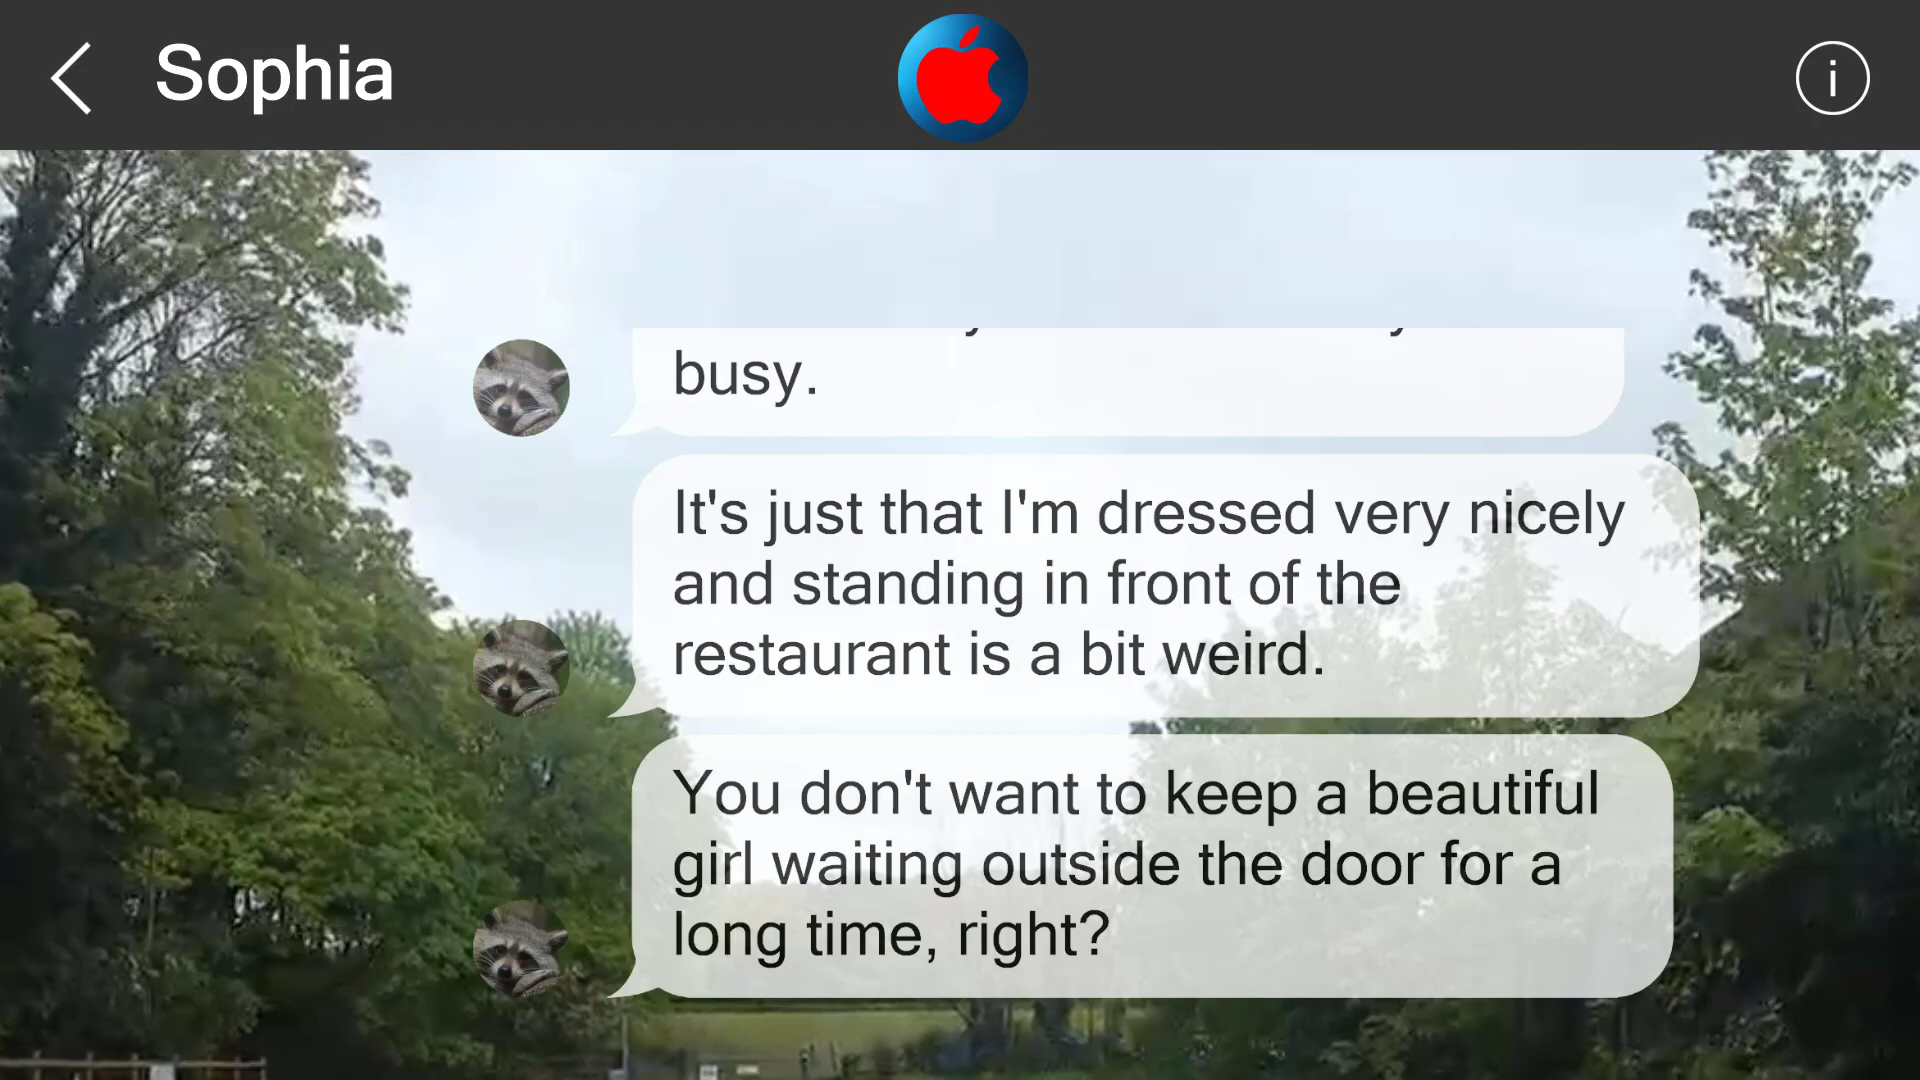 Sophia
i
busy.
It's just that I'm dressed very nicely
and standing in front of the
restaurant is a bit weird.
You don't want to keep a beautiful
girl waiting outside the door for a
long time, right?